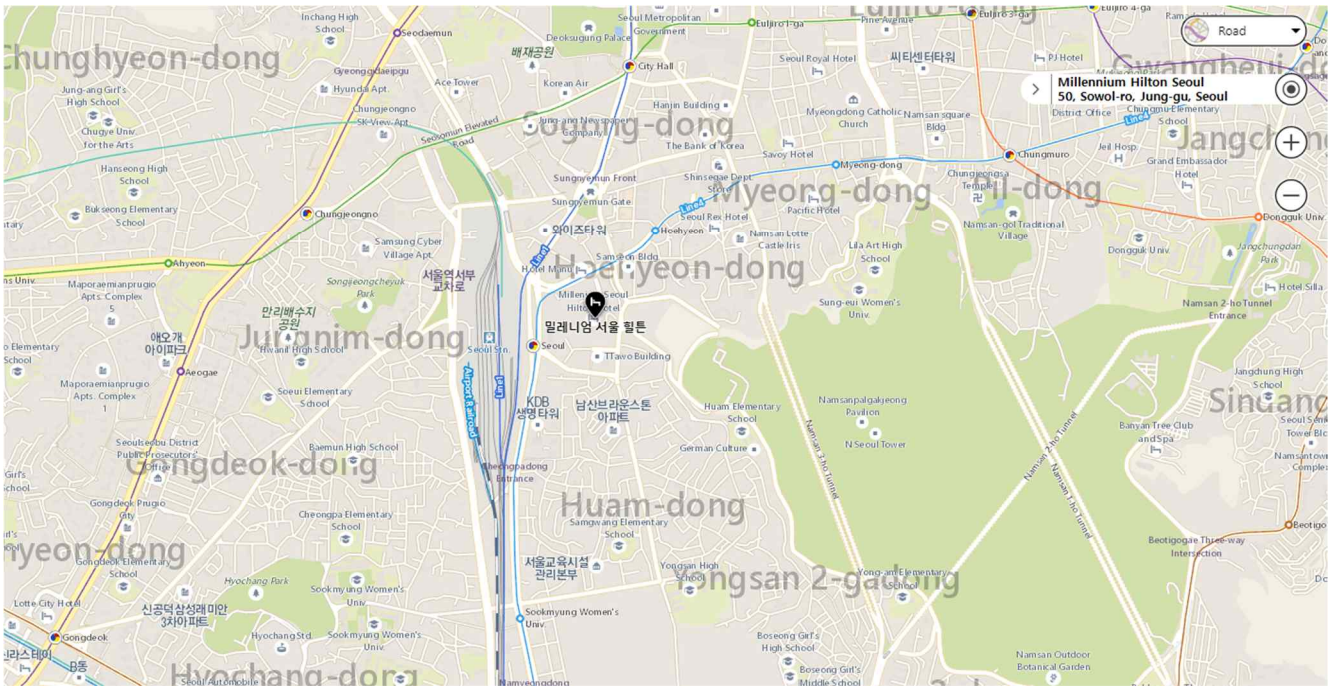 Inchang High
School
Seodaemun
Seoul Metropolitan
Government
Deoksugung Palace
Euljiro 1-ga
Pine Avenue
Euljiro 3-ga
Euljiro 4-ga
Road
Chunghyeon-dong
배재공원
City Hall
Seoul Royal Hotel
씨티센터타워
PJ Hotel
Gyeonggidaeipgu
Hyundai Apt.
Ace Tower
Korean Air
Millennium Hilton Seoul
50, Sowol-ro, Jung-gu, Seoul
Jung-ang Girl's
High School
Chugye Univ.
for the Arts
Chungjeongno
SK View Apt.
Seosomun Elevated
Road
Jung-ang Newspaper
Company
Sogong-dong
Hanjin Building
The Bank of Korea
Myeongdong Catholic
Church
Namsan square
Bldg.
District Office
Chungmu Elementary
School
Line4
Savoy Hotel
Myeong-dong
Chungmuro
Jeil Hosp.
Grand Ambassador
Hotel
Hanseong High
School
Bukseong Elementary
School
Chungjeongno
Sungnyemun Front
Sungnyemun Gate
Shinsegae Dept.
Store
Myeong-dong
Line4
Seoul Rex Hotel
Pacific Hotel
Chungjeongsa
Temple
Pil-dong
Namsan-gol Traditional
Village
Dongguk Univ.
Dongguk Univ.
Samsung Cyber
Village Apt.
와이즈타워
Hoehyeon
Namsan Lotte
Castle Iris
Lila Art High
School
Jangchungdan
Park
Ahyeon
Line1
Samsoon Bldg.
Hoehyeon-dong
Maporaemianprugio
Apts. Complex
5
Songjeongcheyuk
Park
서울역서부
교차로
Millennium Seoul
Hilton Hotel
밀레니엄 서울 힐튼
Sung-eui Women's
Univ.
Hotel Silla
Namsan 2-ho Tunnel
Entrance
만리배수지
공원
애오개
아이파크
Jungnim-dong
Hwanil High School
Seoul Stn.
Seoul
TTawo Building
Aeogae
Maporaemianprugio
Apts. Complex
1
Soeui Elementary
School
Airport Railroad
Line1
KDB
생명타워
남산브라운스톤
아파트
Huam Elementary
School
Namsanpalgakjeong
Pavilion
N Seoul Tower
German Culture
Namsan 3-ho Tunnel
Namsan 2-ho Tunnel
Namsan 1-ho Tunnel
Banyan Tree Club
and Spa
Jangchung High
School
Seoulseobu District
Public Prosecutors'
Office
Gongdeok-dong
Baemun High School
Cheongpadong
Entrance
Gongdeok Prugio
City
Cheongpa Elementary
School
Huam-dong
Samgwang Elementary
School
Beotigo
Beotigogae Three-way
Intersection
Gongdeok Elementary
School
Hyochang Park
Sookmyung Women's
Univ.
서울교육시설
관리본부
Yongsan High
School
Yongsan 2-gadong
Yong-am Elementary
School
Lotte City Hotel
신공덕삼성래미안
3차아파트
Gongdeok
Hyochang Std.
Sookmyung Women's
Univ.
Sookmyung Women's
Univ.
Boseong Girl's
High School
Boseong Girl's
Middle School
Namsan Outdoor
Botanical Garden
B동
Hyochang-dong
Namyeongdong